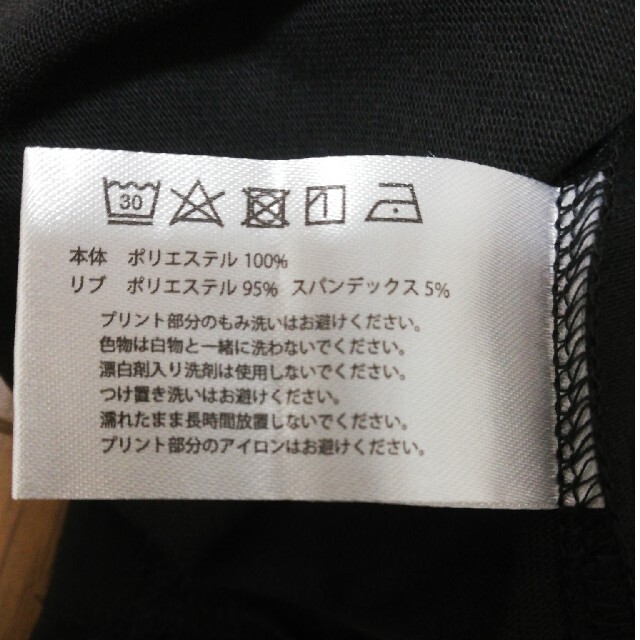 30
本体 ポリエステル 100%
リブ ポリエステル 95% スパンデックス 5%
プリント部分のもみ洗いはお避けください。
色物は白物と一緒に洗わないでください。
漂白剤入り洗剤は使用しないでください。
つけ置き洗いはお避けください。
濡れたまま長時間放置しないでください。
プリント部分のアイロンはお避けください。